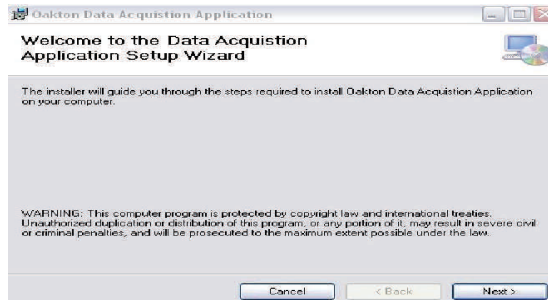 Oakton Data Acquistion Application
Welcome to the Data Acquistion
Application Setup Wizard
The installer will guide you through the steps required to install Oakton Data Acquistion Application
on your computer.
WARNING: This computer program is protected by copyright law and international treaties.
Unauthorized duplication or distribution of this program, or any portion of it, may result in severe civil
or criminal penalties, and will be prosecuted to the maximum extent possible under the law.
Cancel < Back Next >